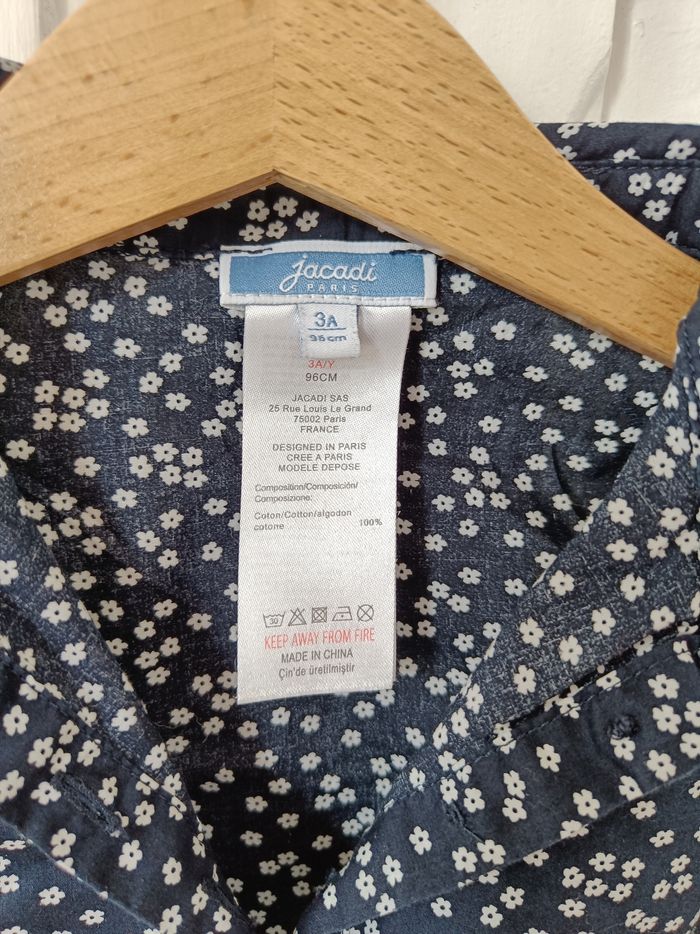 jacadi
PARIS
3A
96cm
3A/Y
96CM
JACADI SAS
25 Rue Louis Le Grand
75002 Paris
FRANCE
DESIGNED IN PARIS
CREE A PARIS
MODELE DEPOSE
Composition/Composición/
Composizione:
Coton/Cotton/algodon
cotone 100%
30
KEEP AWAY FROM FIRE
MADE IN CHINA
Çin'de üretilmiştir